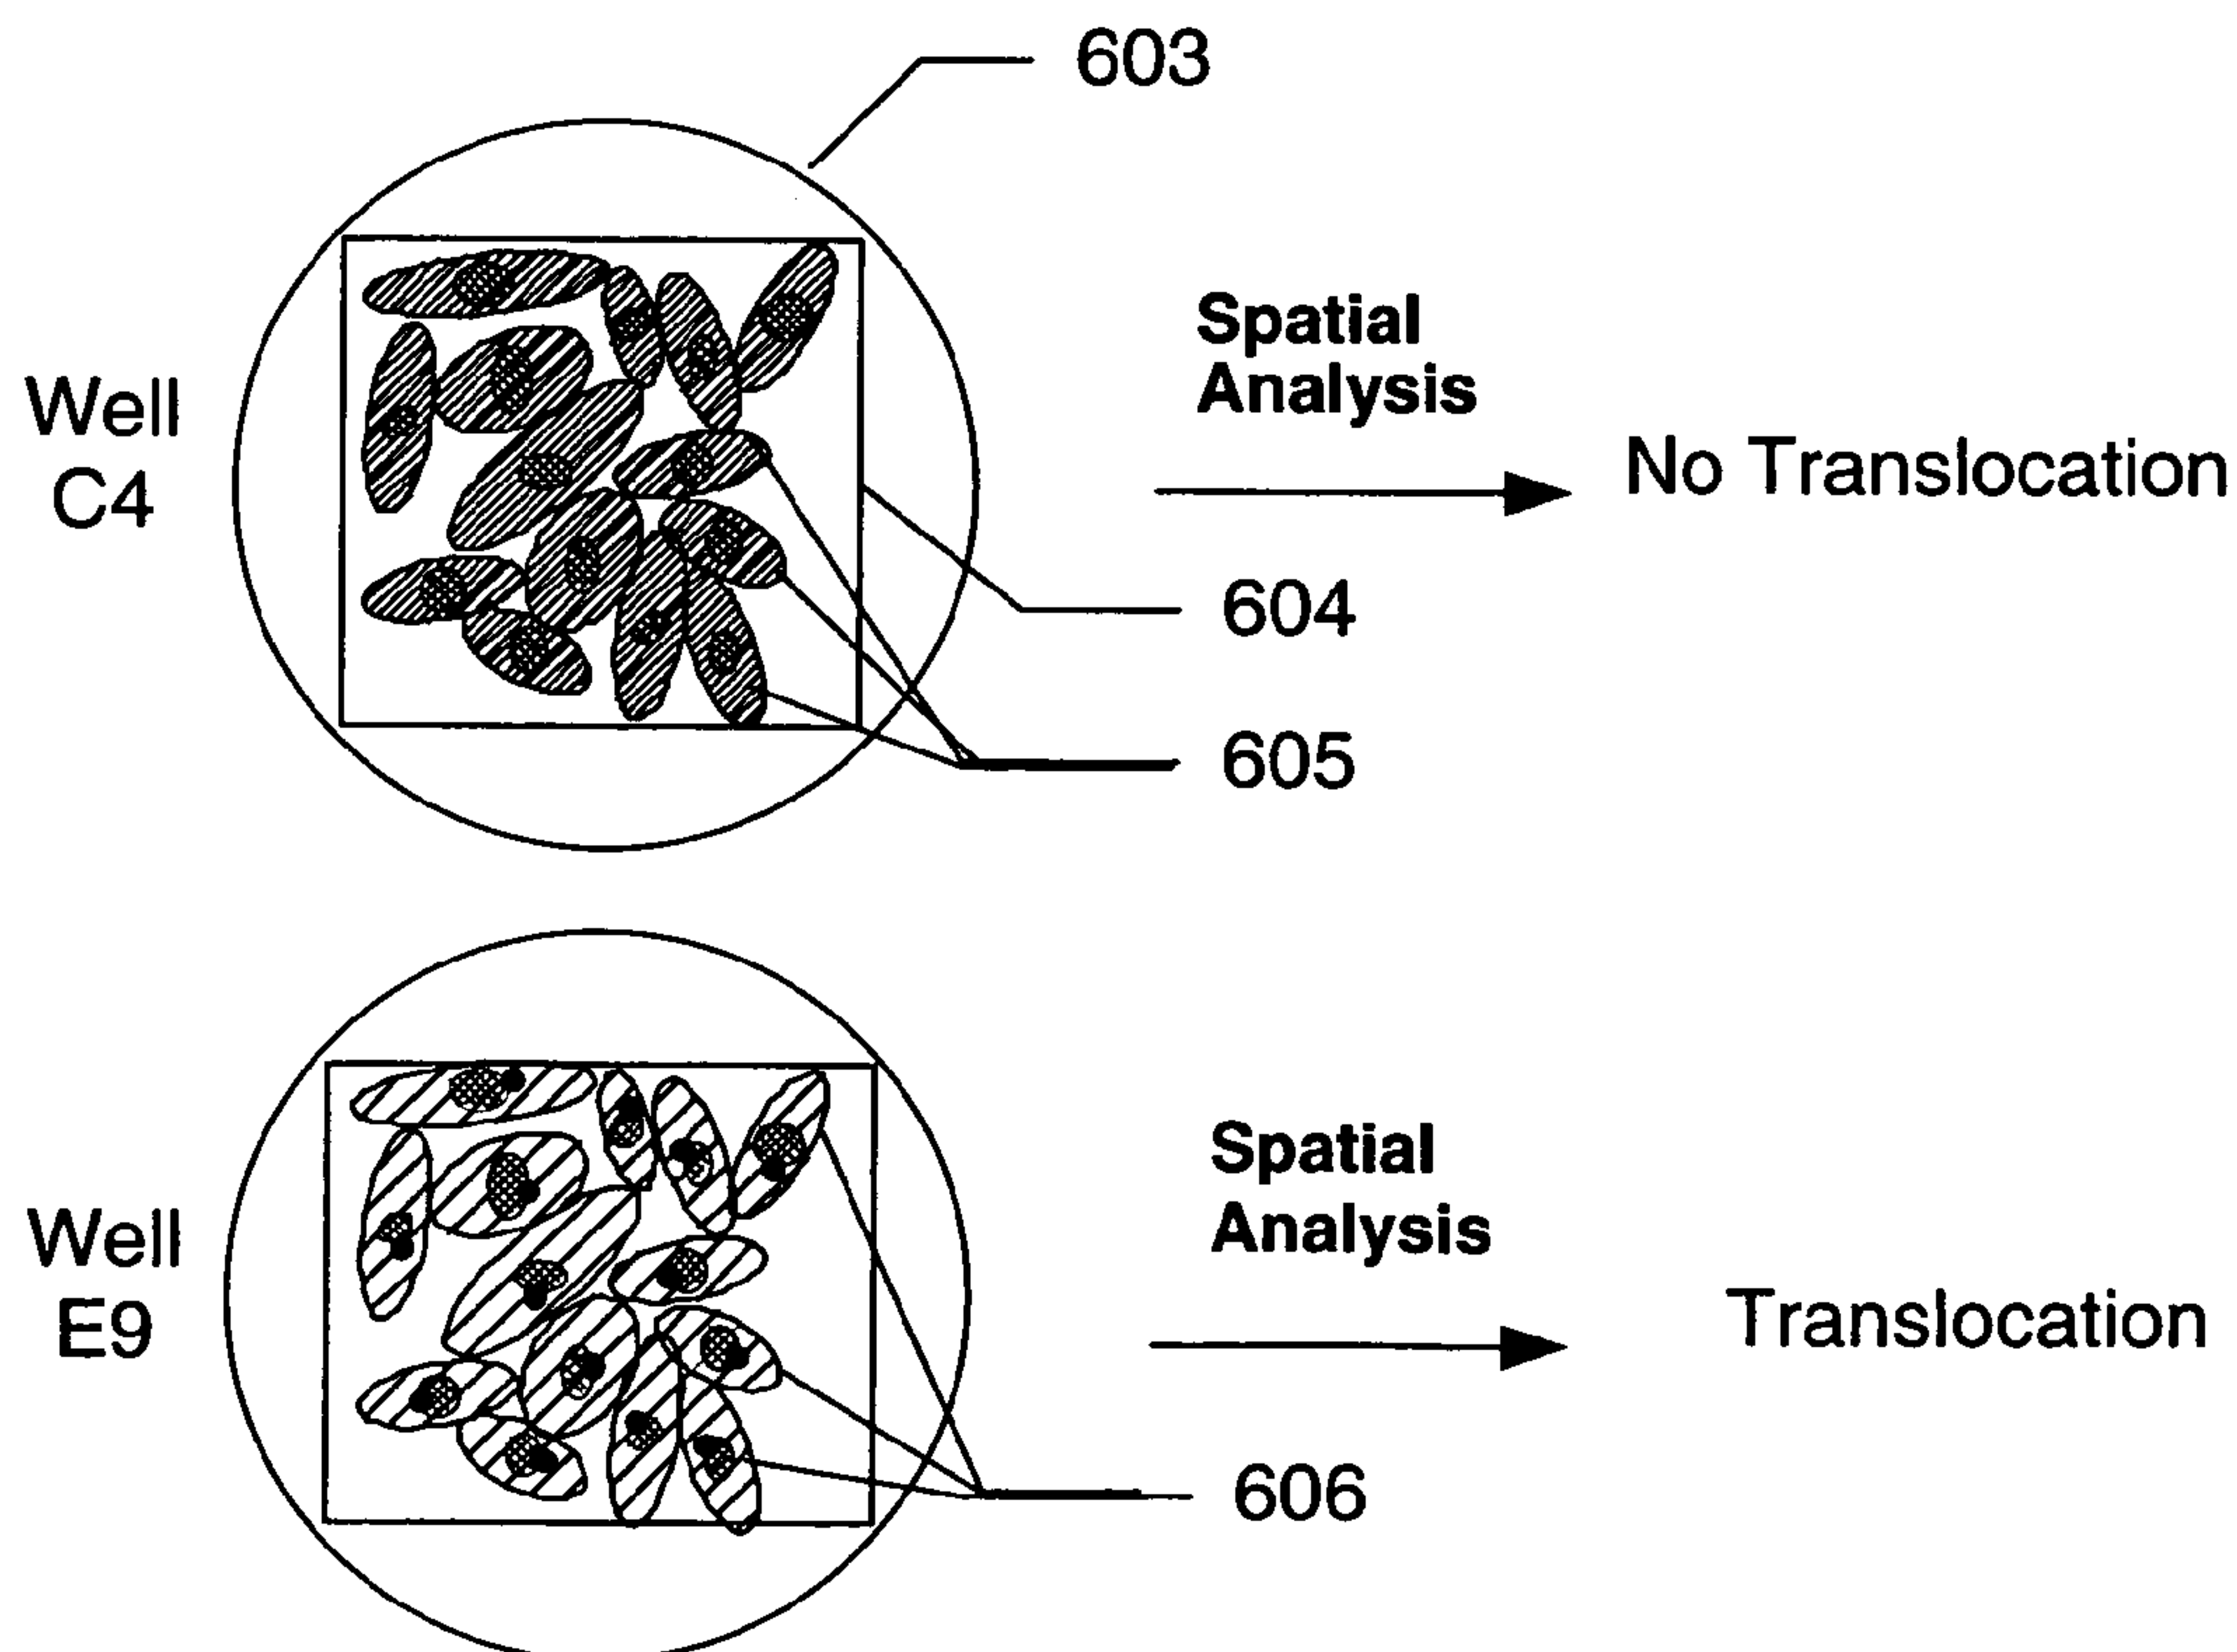 603
Well
C4
Spatial
Analysis
No Translocation
604
605
Well
E9
Spatial
Analysis
Translocation
606